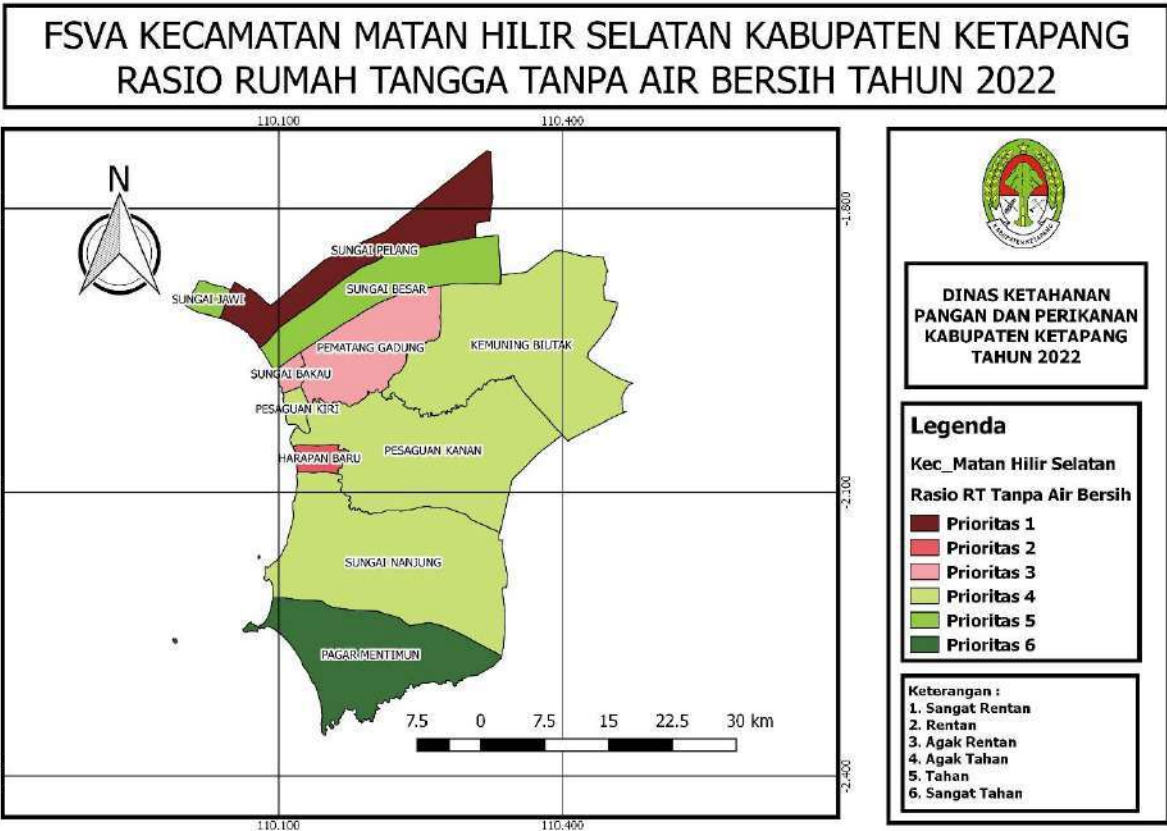 FSVA KECAMATAN MATAN HILIR SELATAN KABUPATEN KETAPANG
RASIO RUMAH TANGGA TANPA AIR BERSIH TAHUN 2022
110.100
110.400
N
-1.800
SUNGAI PELANG
SUNGAI BESAR
SUNGAI JAWI
PEMATANG GADUNG
KEMUNING BIUTAK
SUNGAI BAKAU
PESAGUAN KIRI
PESAGUAN KANAN
HARAPAN BARU
-2.100
SUNGAI NANJUNG
PAGAR MENTIMUN
7.5 0 7.5 15 22.5 30 km
-2.400
110.100
110.400
KABUPATEN KETAPANG
DINAS KETAHANAN
PANGAN DAN PERIKANAN
KABUPATEN KETAPANG
TAHUN 2022
Legenda
Kec_Matan Hilir Selatan
Rasio RT Tanpa Air Bersih
Prioritas 1
Prioritas 2
Prioritas 3
Prioritas 4
Prioritas 5
Prioritas 6
Keterangan :
1. Sangat Rentan
2. Rentan
3. Agak Rentan
4. Agak Tahan
5. Tahan
6. Sangat Tahan